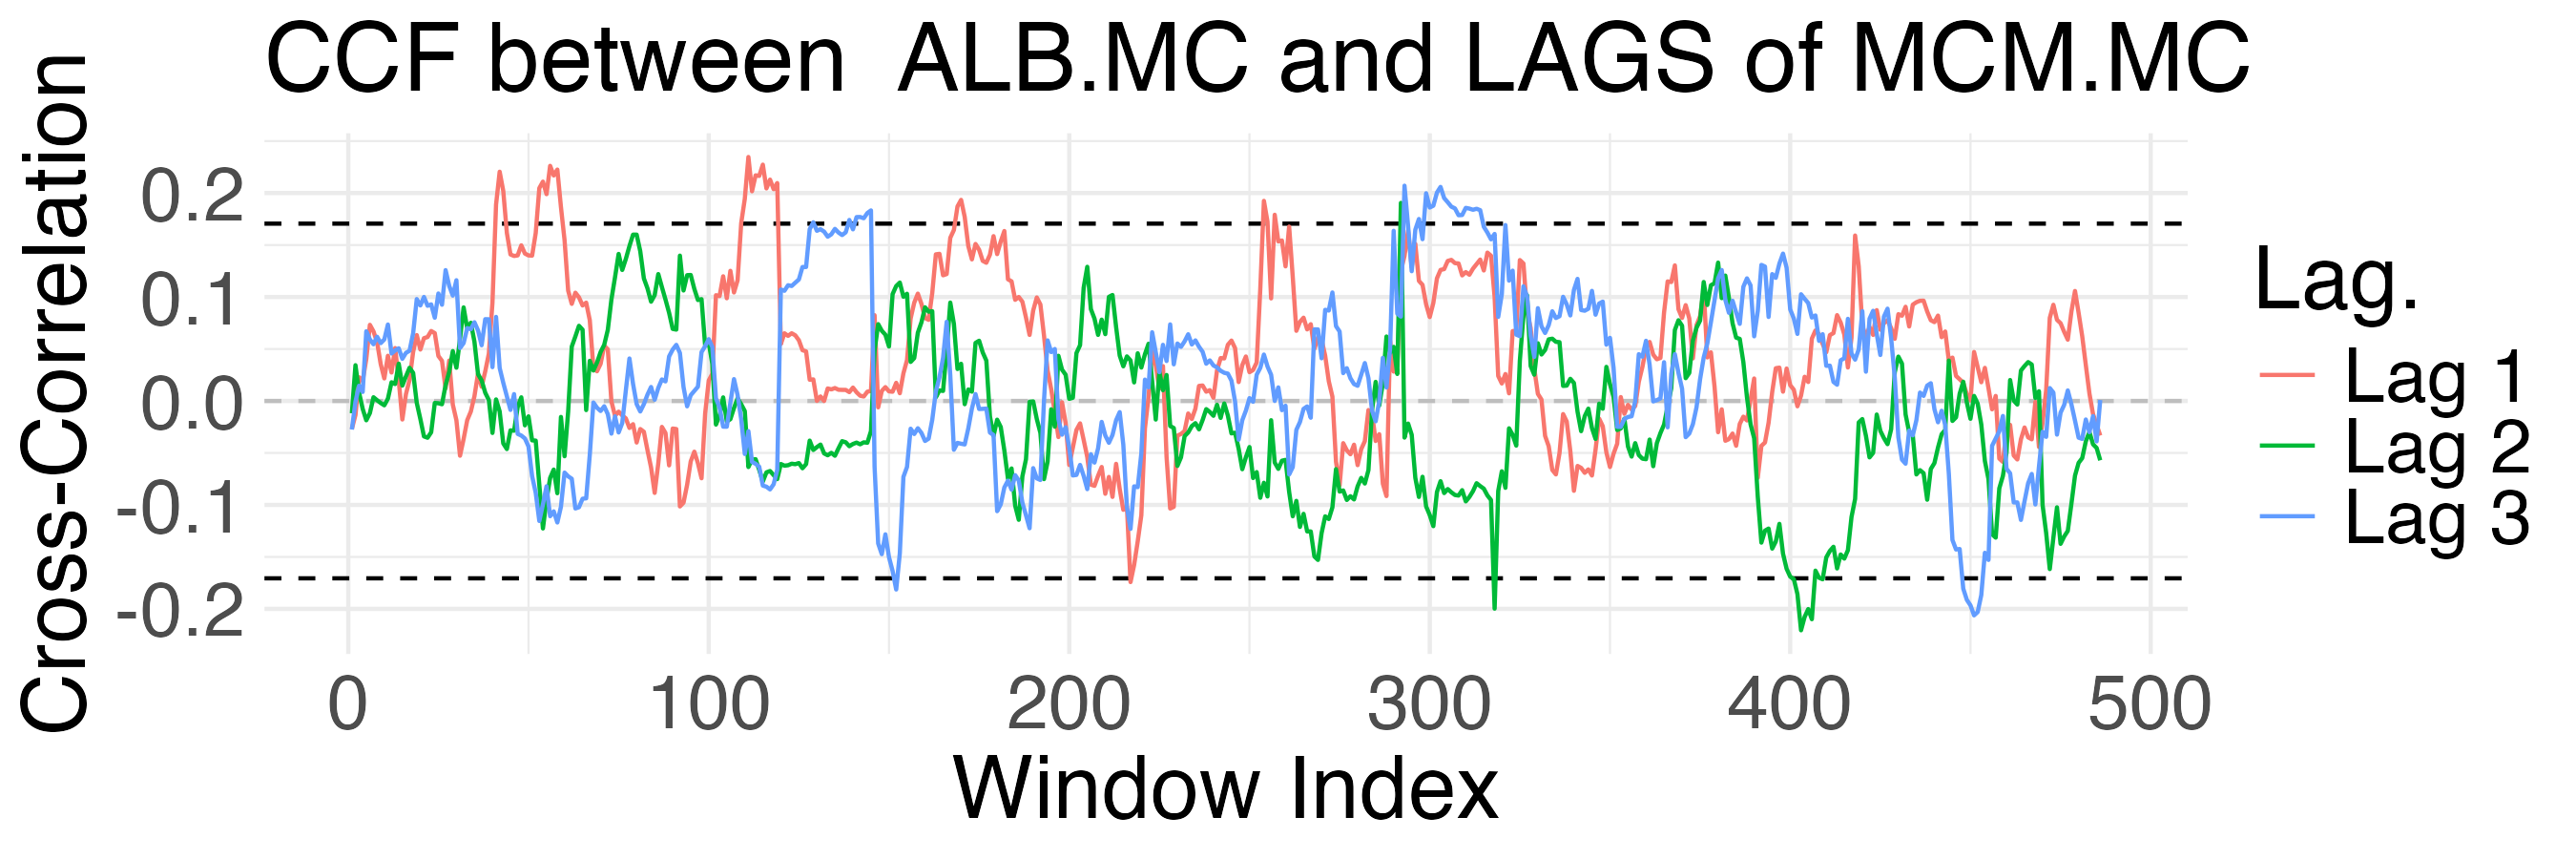 CCF between  ALB.MC and LAGS of MCM.MC
Cross-Correlation
0.2
0.1
0.0
-0.1
-0.2
0 100 200 300 400 500
Window Index
Lag.
Lag 1
Lag 2
Lag 3